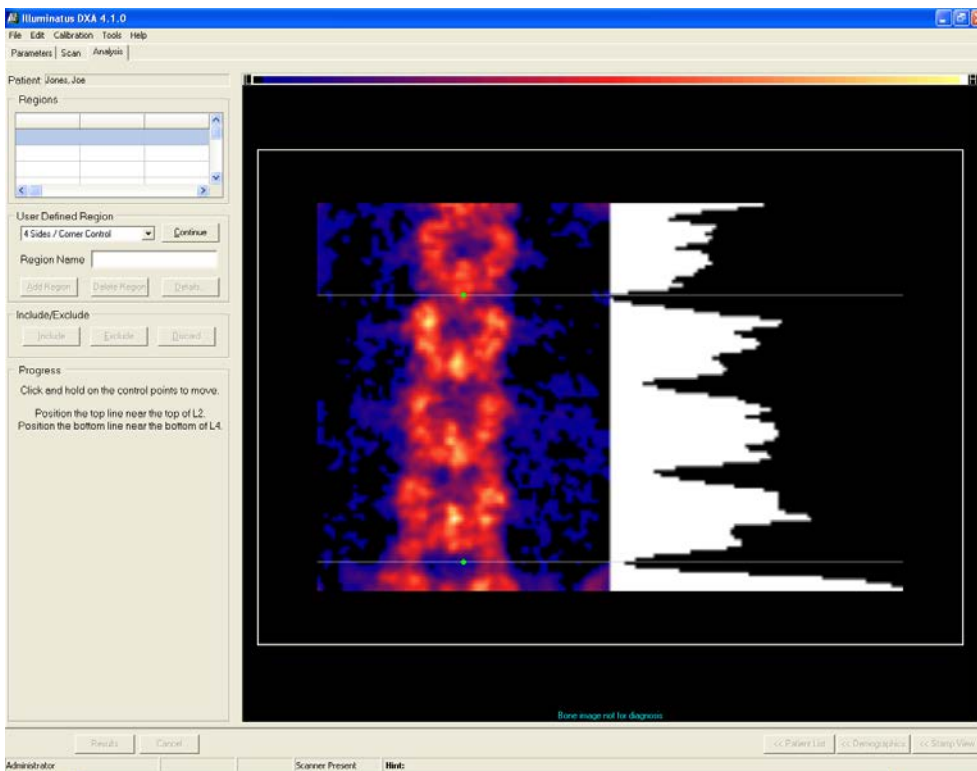 Illuminatus DXA 4.1.0
File Edit Calibration Tools Help
Parameters Scan Analysis
Patient Jones, Joe
Regions
User Defined Region
4 Sides / Corner Control Continue
Region Name
Add Region Delete Region Details...
Include/Exclude
Include Exclude Discard
Progress
Click and hold on the control points to move.
Position the top line near the top of L2.
Position the bottom line near the bottom of L4.
Bone image not for diagnosis
Results Cancel << Patient List << Demographics << Stamp View
Administrator Scanner Present Hint: